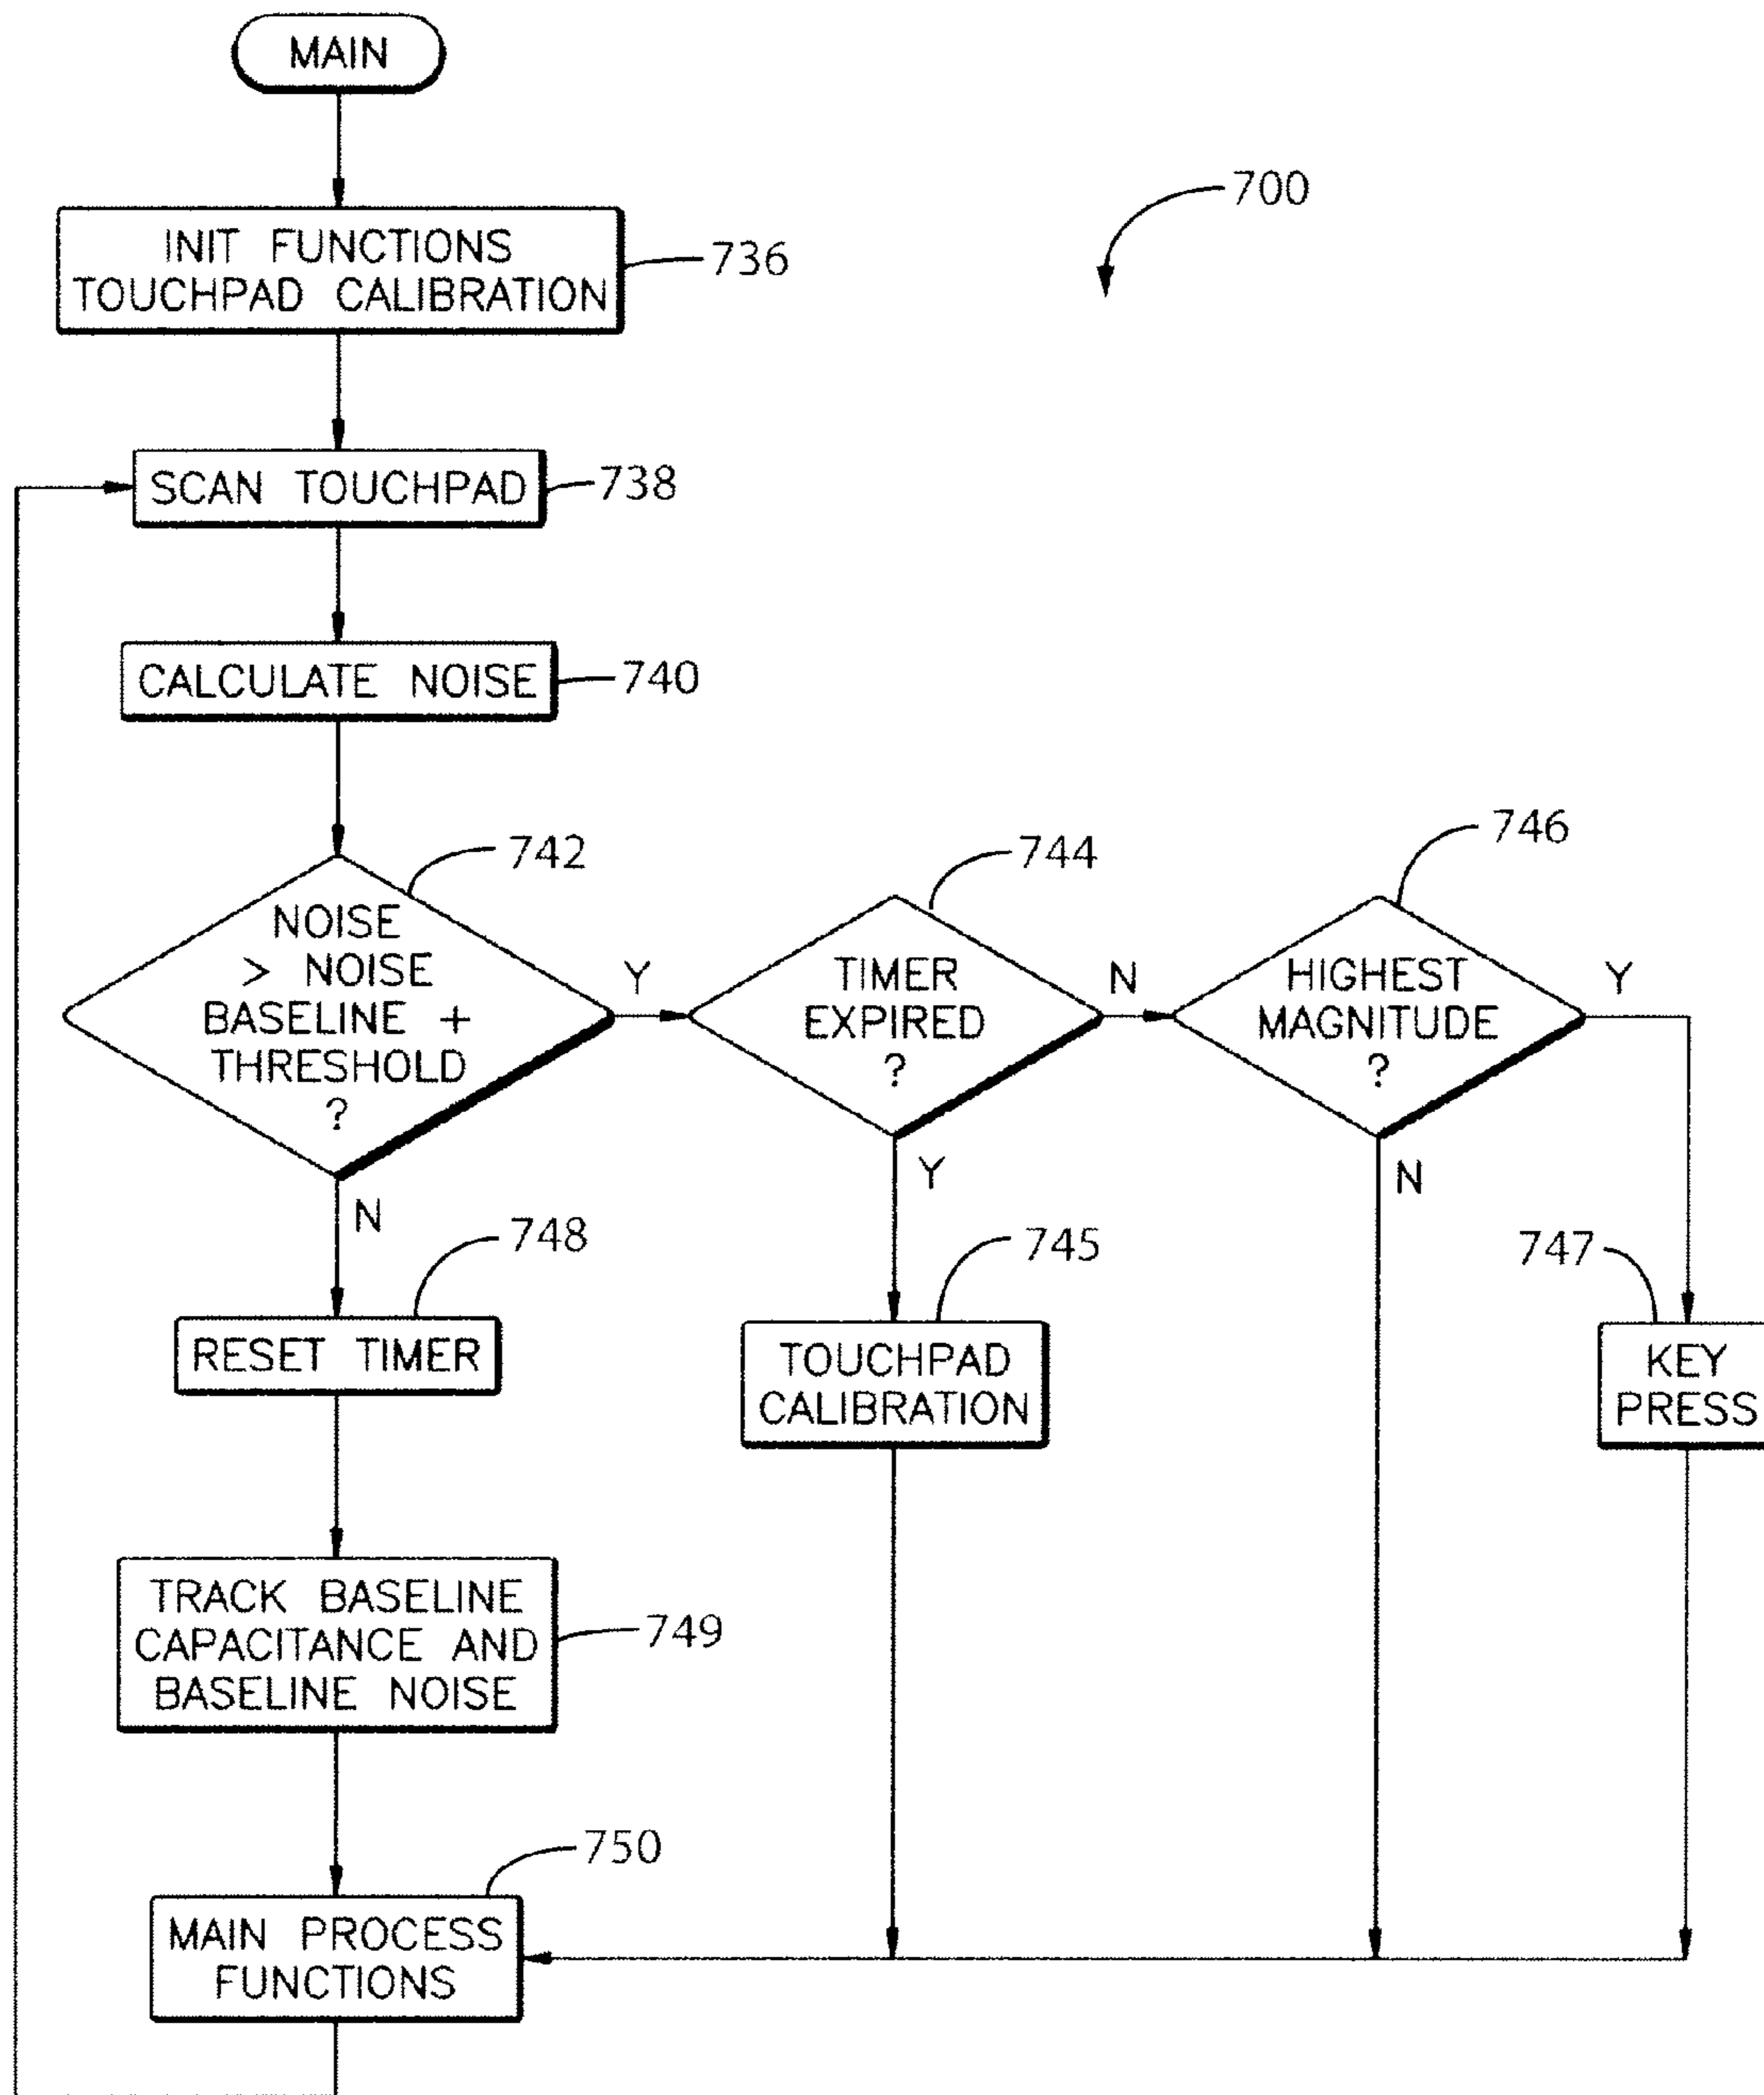 MAIN
700
INIT FUNCTIONS
TOUCHPAD CALIBRATION
736
SCAN TOUCHPAD
738
CALCULATE NOISE
740
742
NOISE
> NOISE
BASELINE +
THRESHOLD
?
Y
N
744
TIMER
EXPIRED
?
N
Y
746
HIGHEST
MAGNITUDE
?
Y
N
748
RESET TIMER
745
TOUCHPAD
CALIBRATION
747
KEY
PRESS
TRACK BASELINE
CAPACITANCE AND
BASELINE NOISE
749
750
MAIN PROCESS
FUNCTIONS